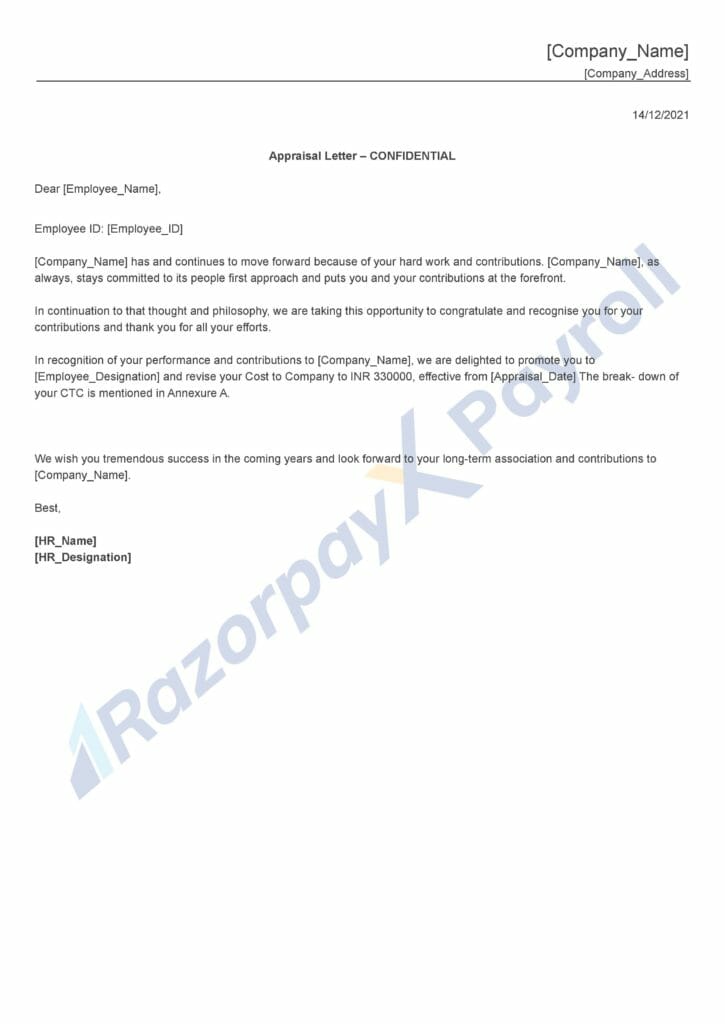 [Company_Name]
[Company_Address]
14/12/2021
Appraisal Letter – CONFIDENTIAL
Dear [Employee_Name],
Employee ID: [Employee_ID]
[Company_Name] has and continues to move forward because of your hard work and contributions. [Company_Name], as
always, stays committed to its people first approach and puts you and your contributions at the forefront.
In continuation to that thought and philosophy, we are taking this opportunity to congratulate and recognise you for your
contributions and thank you for all your efforts.
In recognition of your performance and contributions to [Company_Name], we are delighted to promote you to
[Employee_Designation] and revise your Cost to Company to INR 330000, effective from [Appraisal_Date] The break- down of
your CTC is mentioned in Annexure A.
We wish you tremendous success in the coming years and look forward to your long-term association and contributions to
[Company_Name].
Best,
[HR_Name]
[HR_Designation]
RazorpayX Payroll